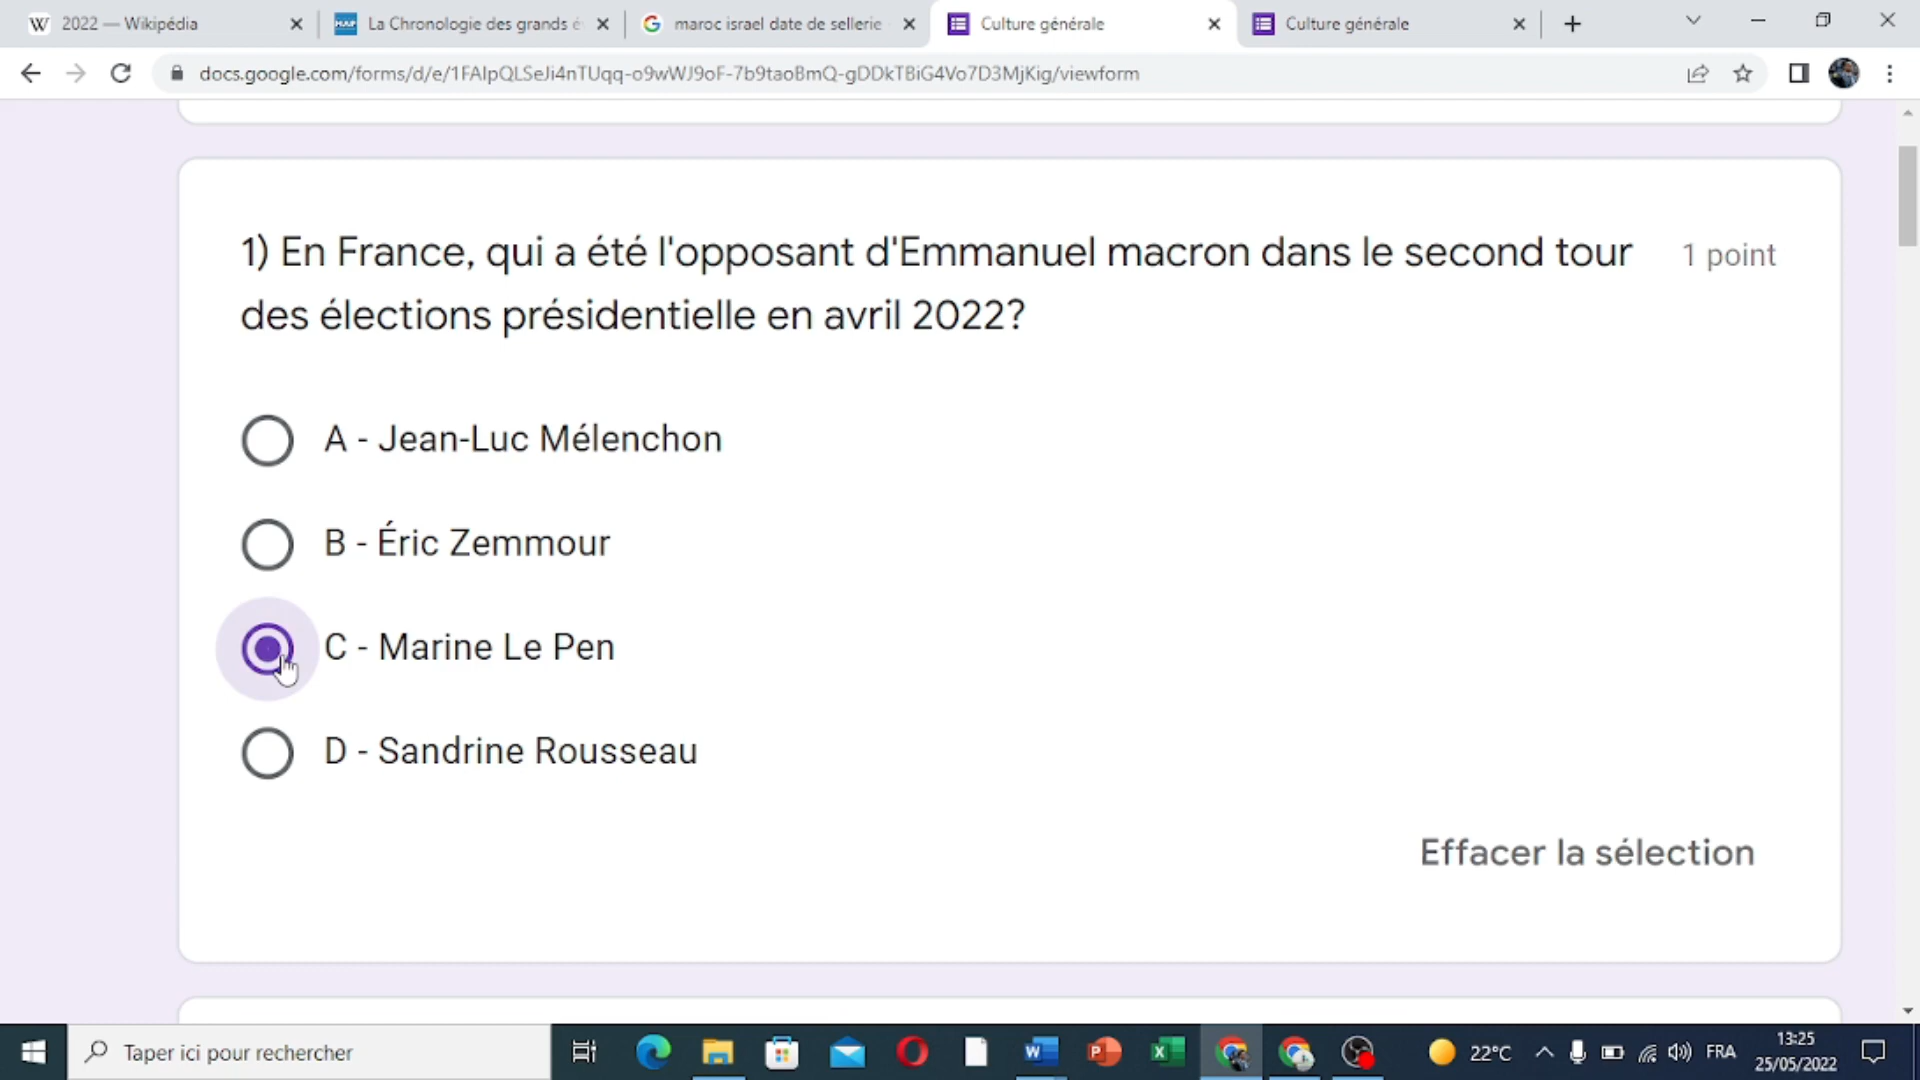 2022 — Wikipédia
La Chronologie des grands é
maroc israel date de sellerie
Culture générale
Culture générale
docs.google.com/forms/d/e/1FAIpQLSeJi4nTUqq-o9wWJ9oF-7b9taoBmQ-gDDkTBiG4Vo7D3MjKig/viewform
1) En France, qui a été l'opposant d'Emmanuel macron dans le second tour
1 point
des élections présidentielle en avril 2022?
A - Jean-Luc Mélenchon
B - Éric Zemmour
C - Marine Le Pen
D - Sandrine Rousseau
Effacer la sélection
Taper ici pour rechercher
22°C
FRA
13:25
25/05/2022